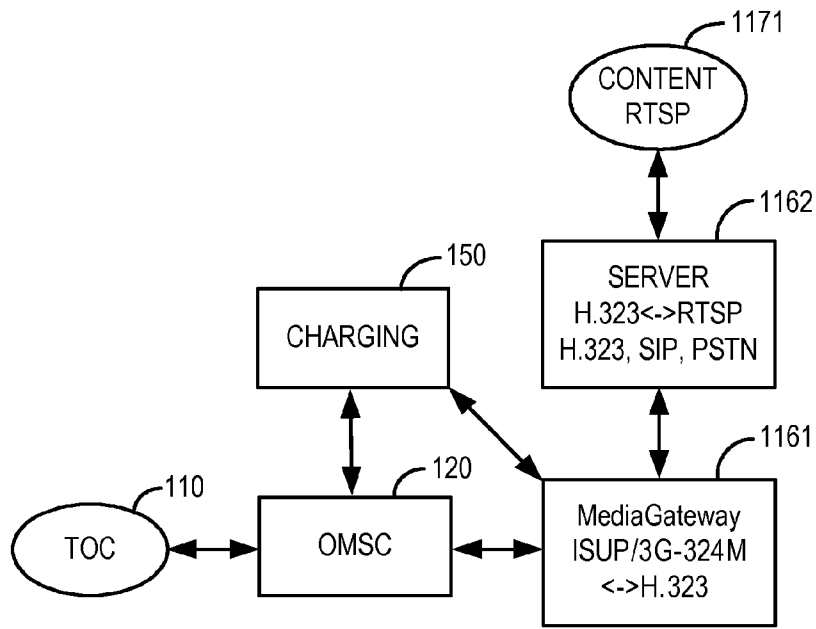 1171
CONTENT
RTSP
1162
SERVER
H.323<->RTSP
H.323, SIP, PSTN
150
CHARGING
1161
MediaGateway
ISUP/3G-324M
<->H.323
120
OMSC
110
TOC